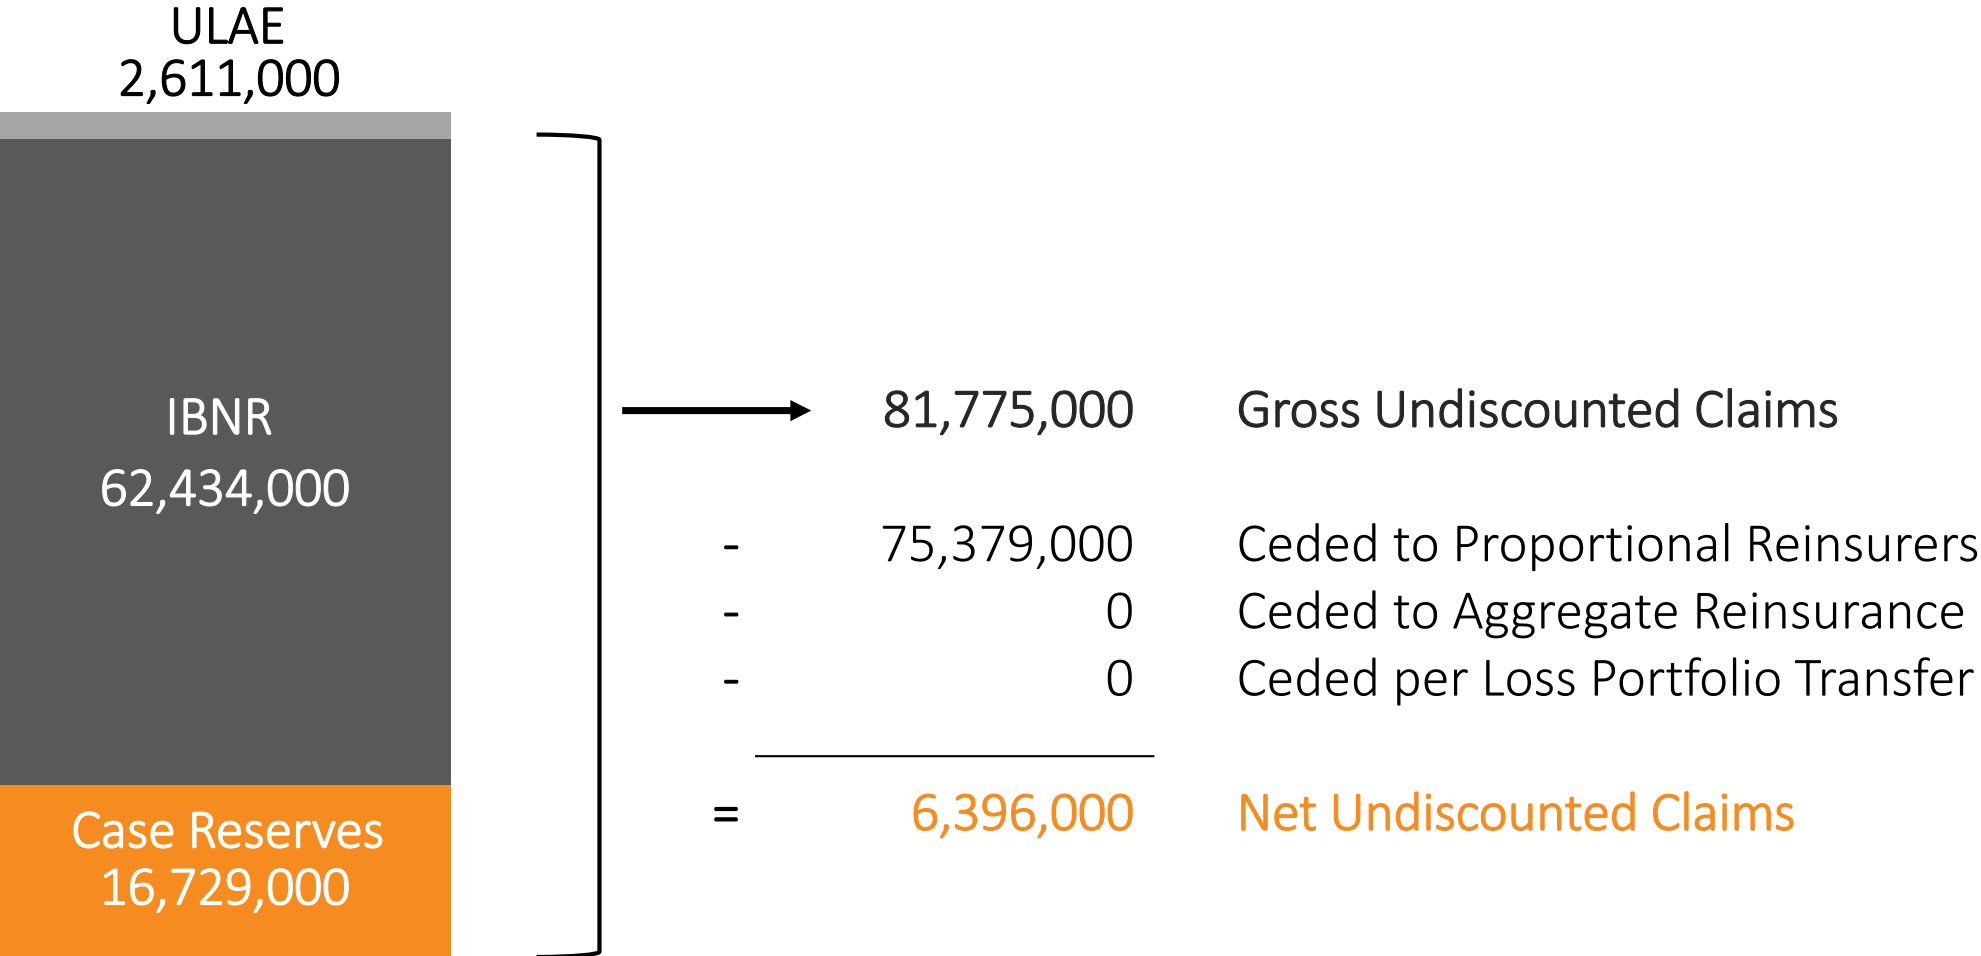 ULAE
2,611,000
IBNR
62,434,000
Case Reserves
16,729,000
81,775,000 Gross Undiscounted Claims
- 75,379,000 Ceded to Proportional Reinsurers
- 0 Ceded to Aggregate Reinsurance
- 0 Ceded per Loss Portfolio Transfer
= 6,396,000 Net Undiscounted Claims